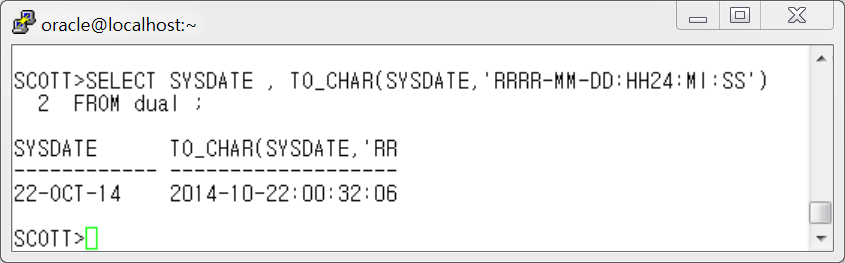 oracle@localhost:~
SCOTT>SELECT SYSDATE , TO_CHAR(SYSDATE,'RRRR-MM-DD:HH24:MI:SS')
  2  FROM dual ;
SYSDATE      TO_CHAR(SYSDATE,'RR
------------ -------------------
22-OCT-14    2014-10-22:00:32:06
SCOTT>